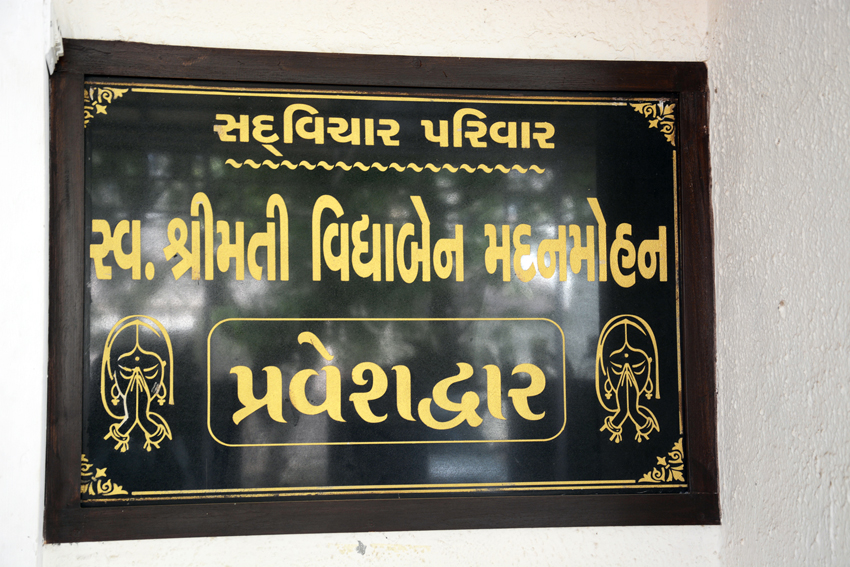 સદ્‌વિચાર પરિવાર
સ્વ. શ્રીમતી વિદ્યાબેન મદનમોહન
પ્રવેશદ્વાર